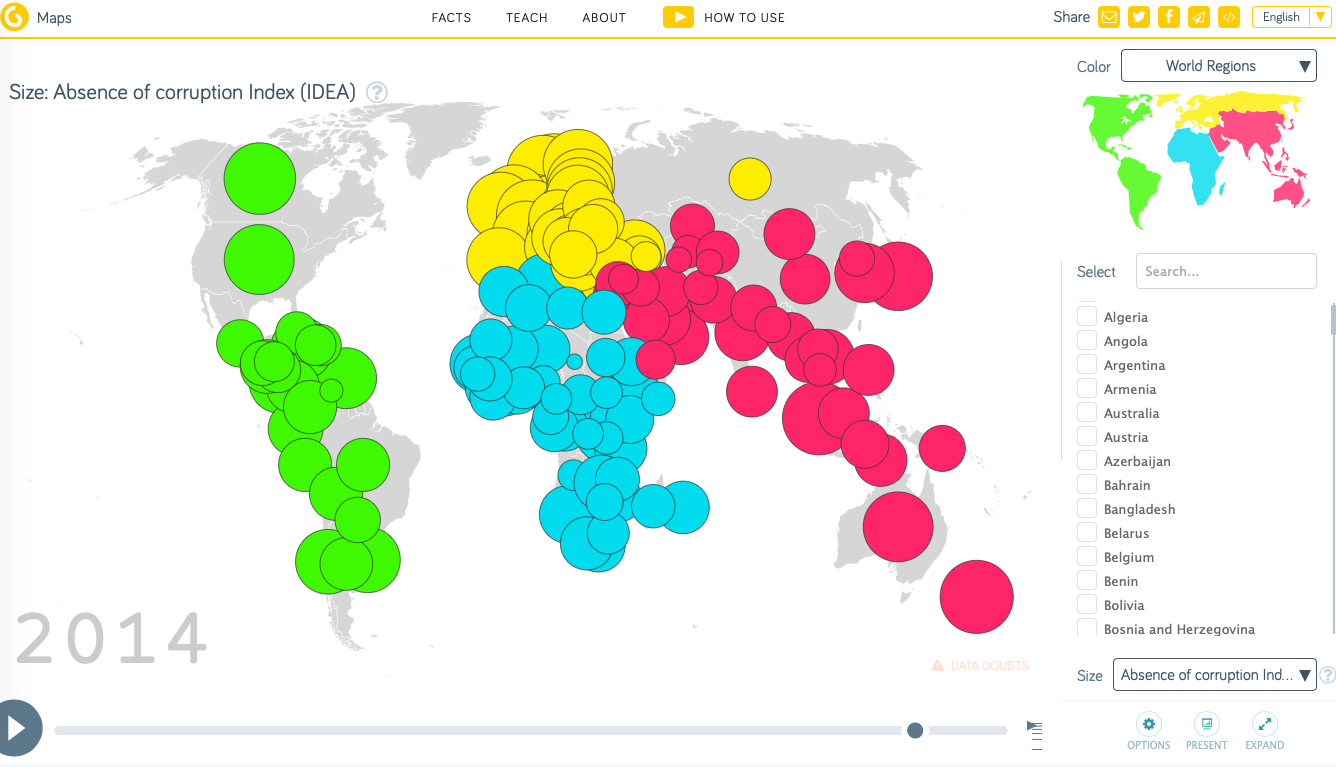 Maps
FACTS TEACH ABOUT HOW TO USE
Share
English
Size: Absence of corruption Index (IDEA) ?
Color World Regions
Select Search...
Algeria
Angola
Argentina
Armenia
Australia
Austria
Azerbaijan
Bahrain
Bangladesh
Belarus
Belgium
Benin
Bolivia
Bosnia and Herzegovina
2014
DATA DOUBTS
Size Absence of corruption Ind... ?
OPTIONS PRESENT EXPAND